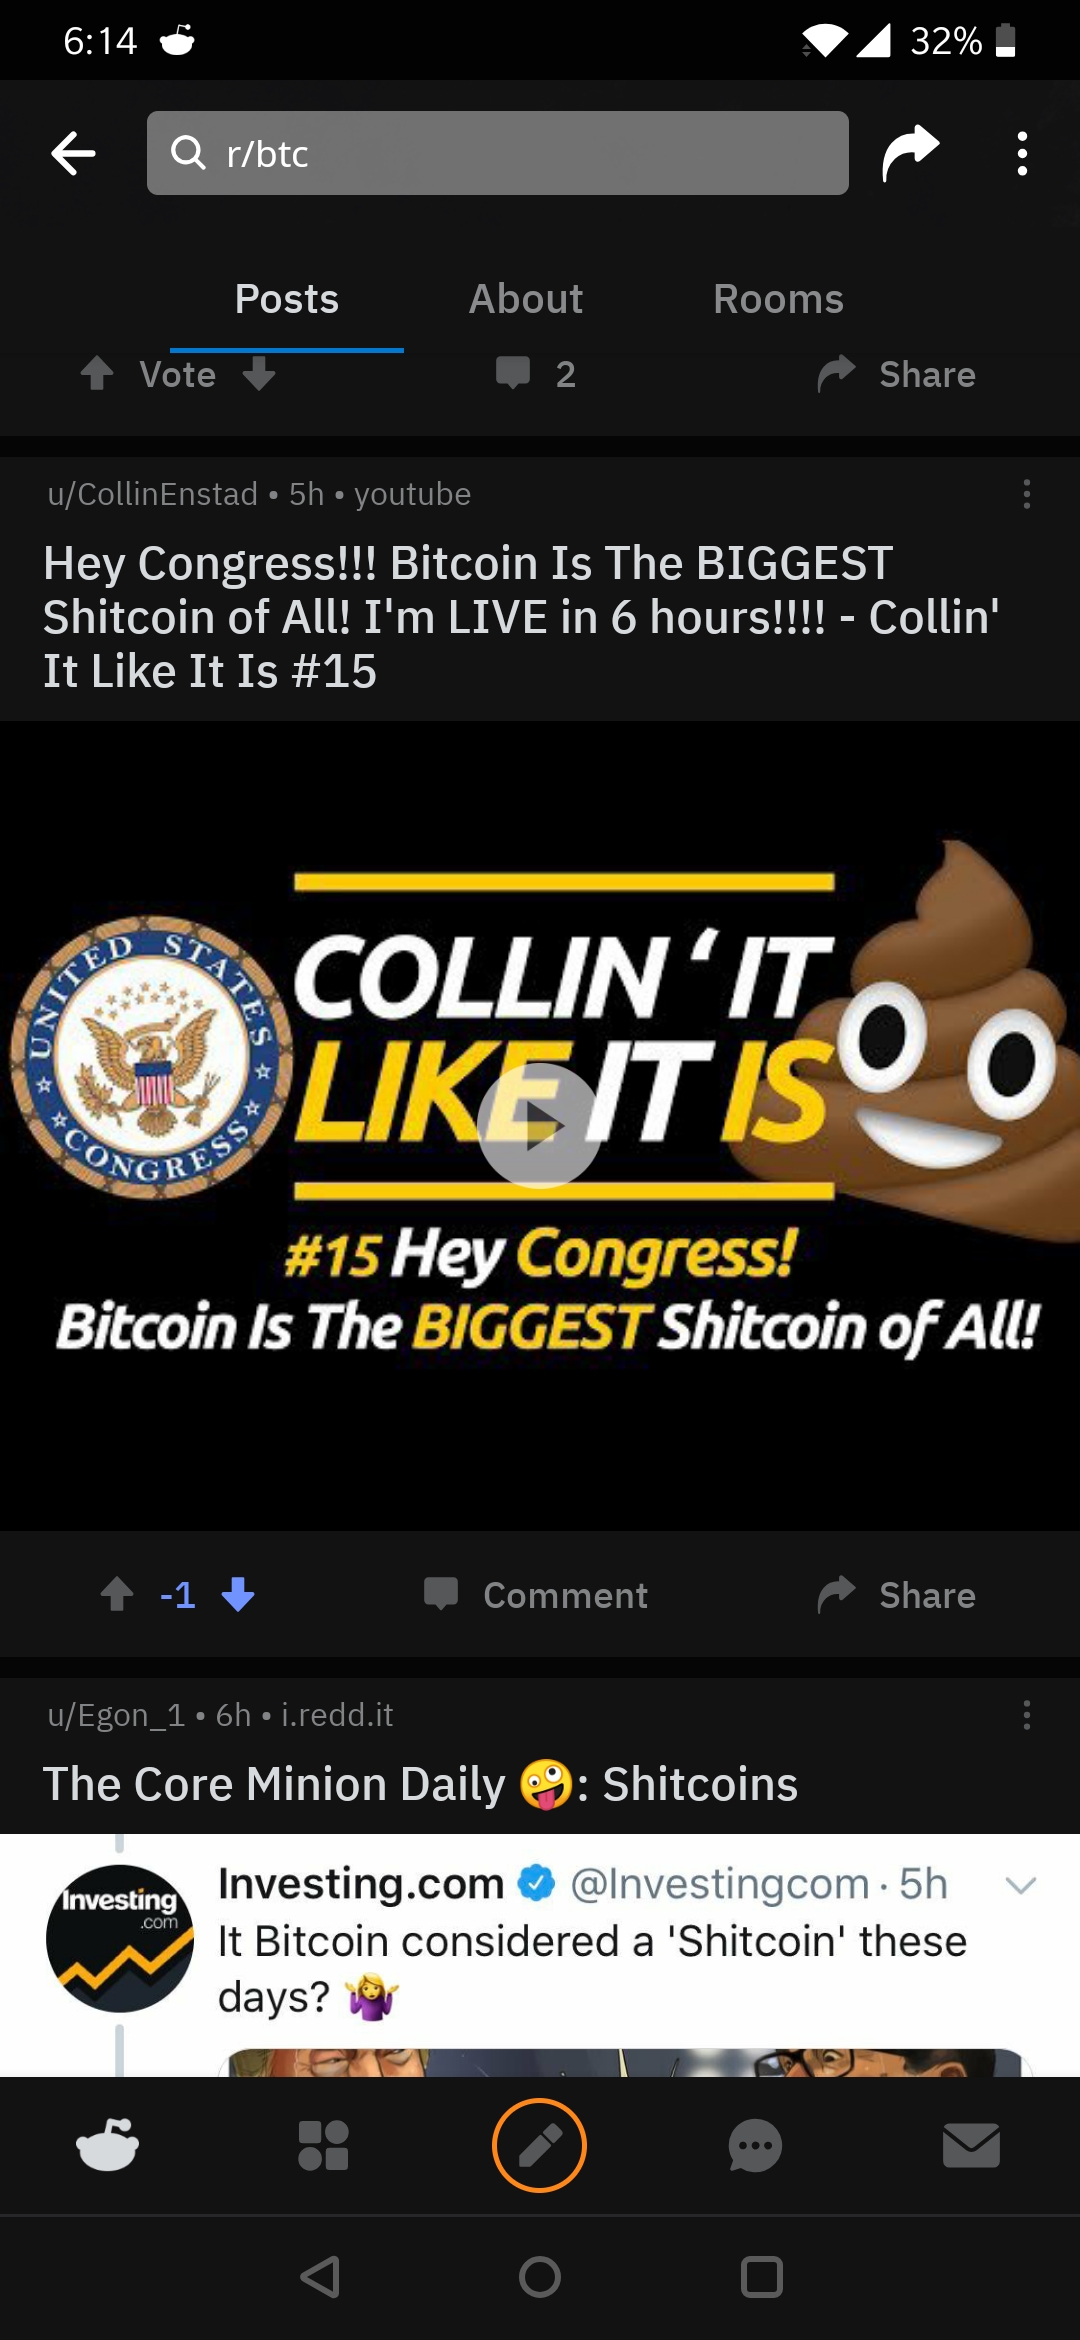 6:14
32%
r/btc
Posts About Rooms
Vote 2 Share
u/CollinEnstad • 5h • youtube
Hey Congress!!! Bitcoin Is The BIGGEST
Shitcoin of All! I'm LIVE in 6 hours!!!! - Collin'
It Like It Is #15
UNITED STATES
CONGRESS
COLLIN ‘ IT
LIKE IT IS
#15 Hey Congress!
Bitcoin Is The BIGGEST Shitcoin of All!
-1 Comment Share
u/Egon_1 • 6h • i.redd.it
The Core Minion Daily 🤪: Shitcoins
Investing
.com
Investing.com @Investingcom · 5h
It Bitcoin considered a 'Shitcoin' these
days? 🤷‍♀️